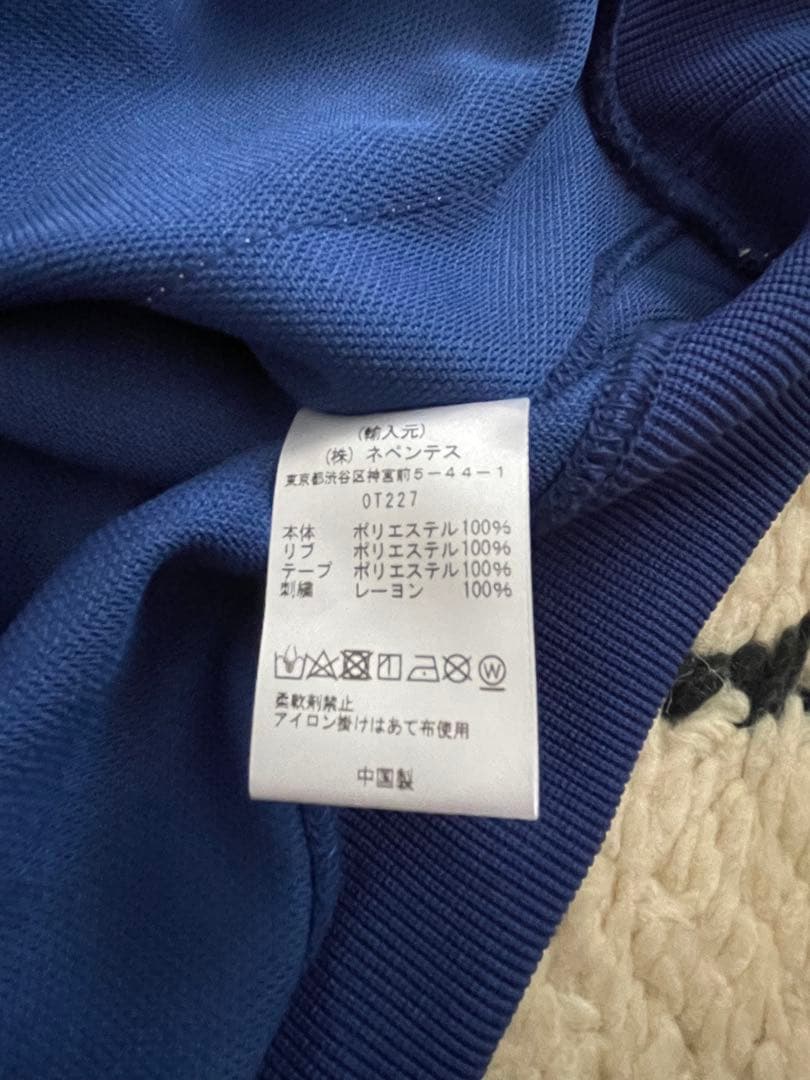 (輸入元)
(株) ネペンテス
東京都渋谷区神宮前5-44-1
0T227
本体 ポリエステル100%
リブ ポリエステル100%
テープ ポリエステル100%
刺繍 レーヨン 100%
W
柔軟剤禁止
アイロン掛けはあて布使用
中国製